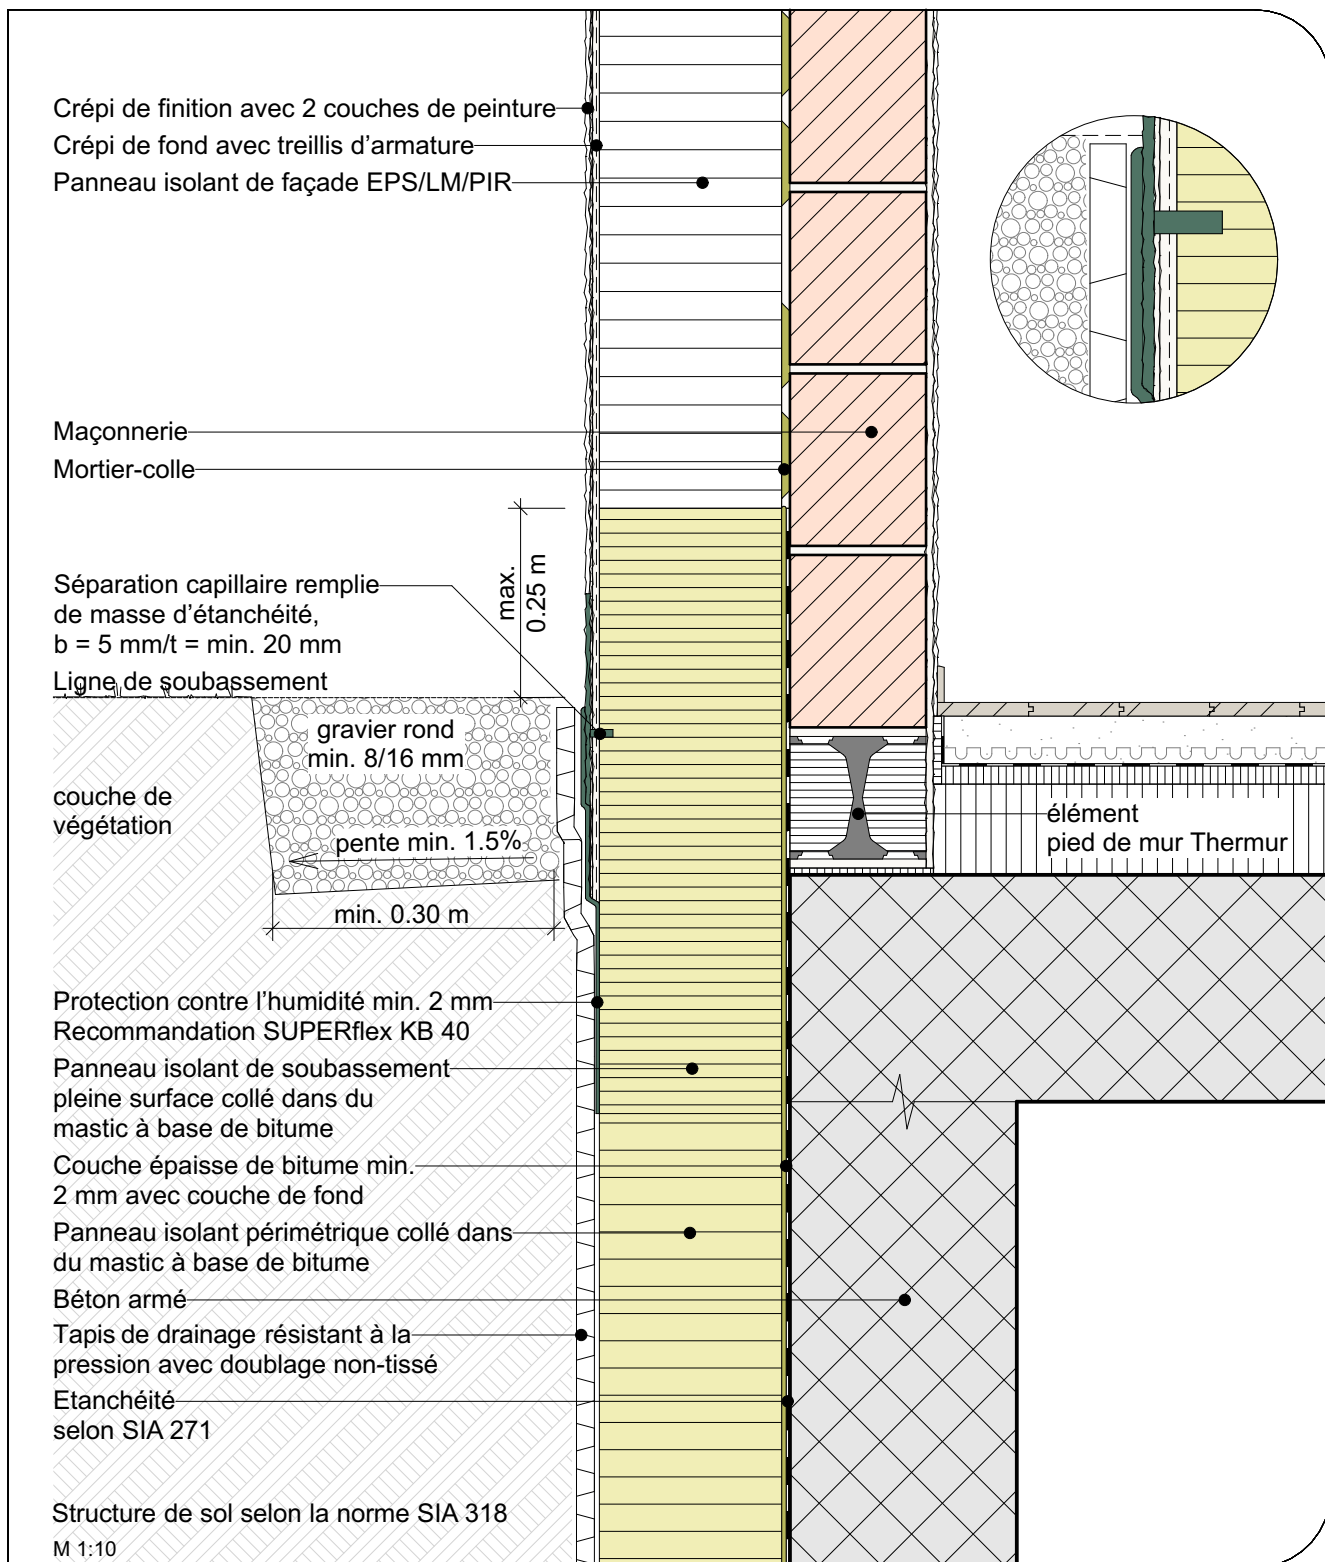 Crépi de finition avec 2 couches de peinture
Crépi de fond avec treillis d'armature
Panneau isolant de façade EPS/LM/PIR
Maçonnerie
Mortier-colle
max.
0.25 m
Séparation capillaire remplie
de masse d'étanchéité,
b = 5 mm/t = min. 20 mm
Ligne de soubassement
gravier rond
min. 8/16 mm
couche de
végétation
pente min. 1.5%
min. 0.30 m
élément
pied de mur Thermur
Protection contre l'humidité min. 2 mm
Recommandation SUPERflex KB 40
Panneau isolant de soubassement
pleine surface collé dans du
mastic à base de bitume
Couche épaisse de bitume min.
2 mm avec couche de fond
Panneau isolant périmétrique collé dans
du mastic à base de bitume
Béton armé
Tapis de drainage résistant à la
pression avec doublage non-tissé
Etanchéité
selon SIA 271
Structure de sol selon la norme SIA 318
M 1:10